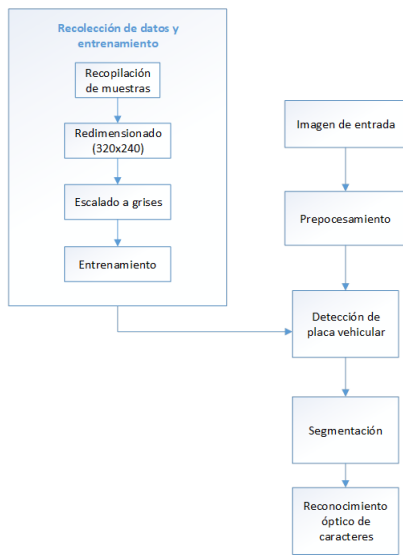 Recolección de datos y
entrenamiento
Recopilación
de muestras
Redimensionado
(320x240)
Escalado a grises
Entrenamiento
Imagen de entrada
Prepocesamiento
Detección de
placa vehicular
Segmentación
Reconocimiento
óptico de
caracteres